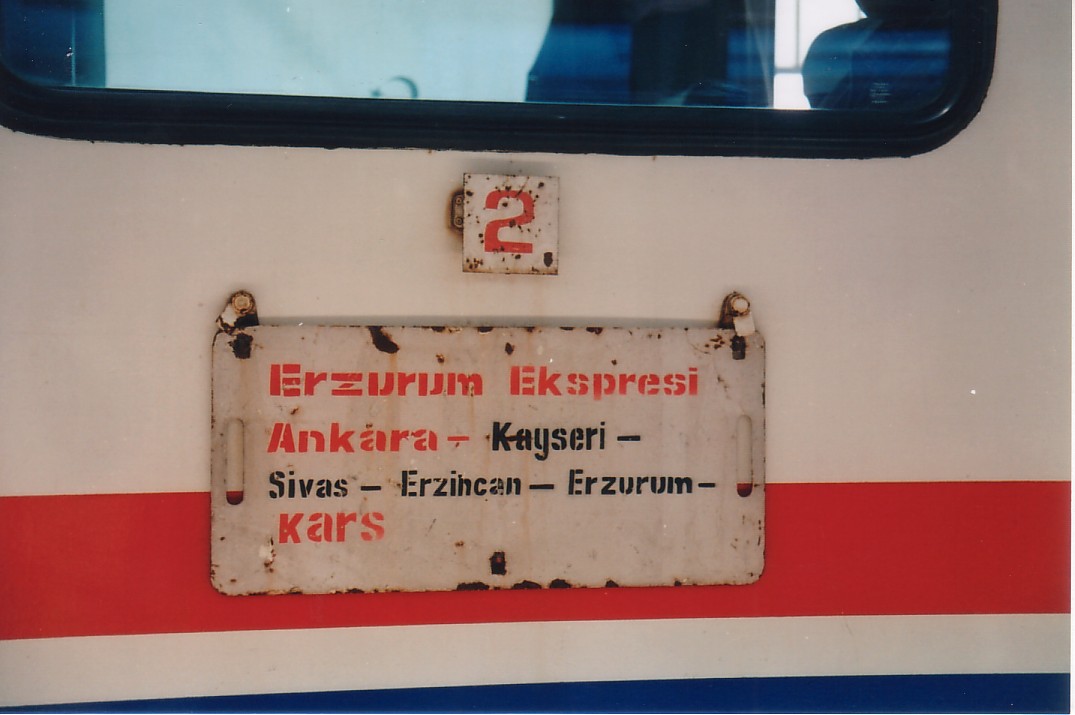 2
Erzurum Ekspresi
Ankara – Kayseri –
Sivas – Erzincan – Erzurum –
Kars